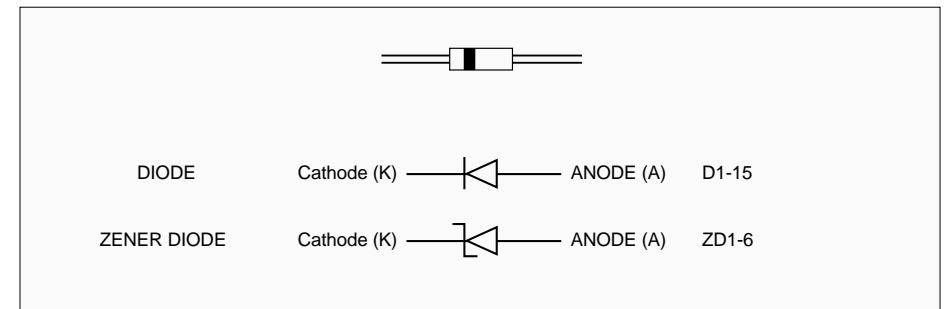 DIODE Cathode (K) ANODE (A) D1-15
ZENER DIODE Cathode (K) ANODE (A) ZD1-6